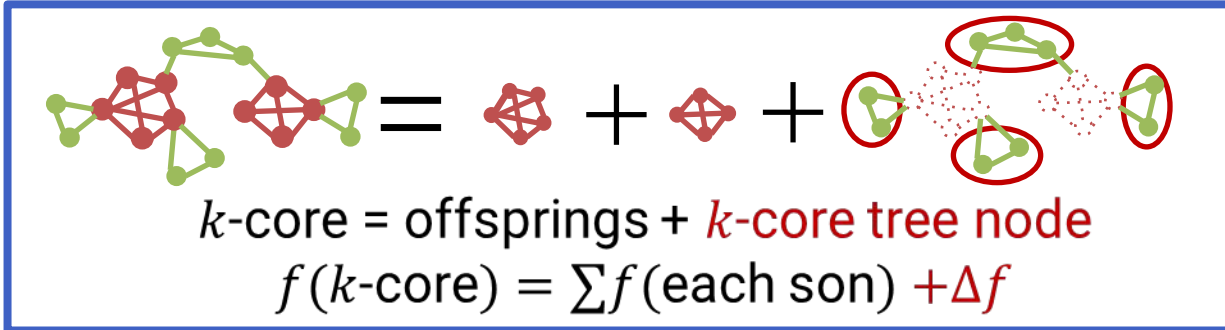 = + +
k-core = offsprings + k-core tree node
f(k-core) = ∑f(each son) +Δf